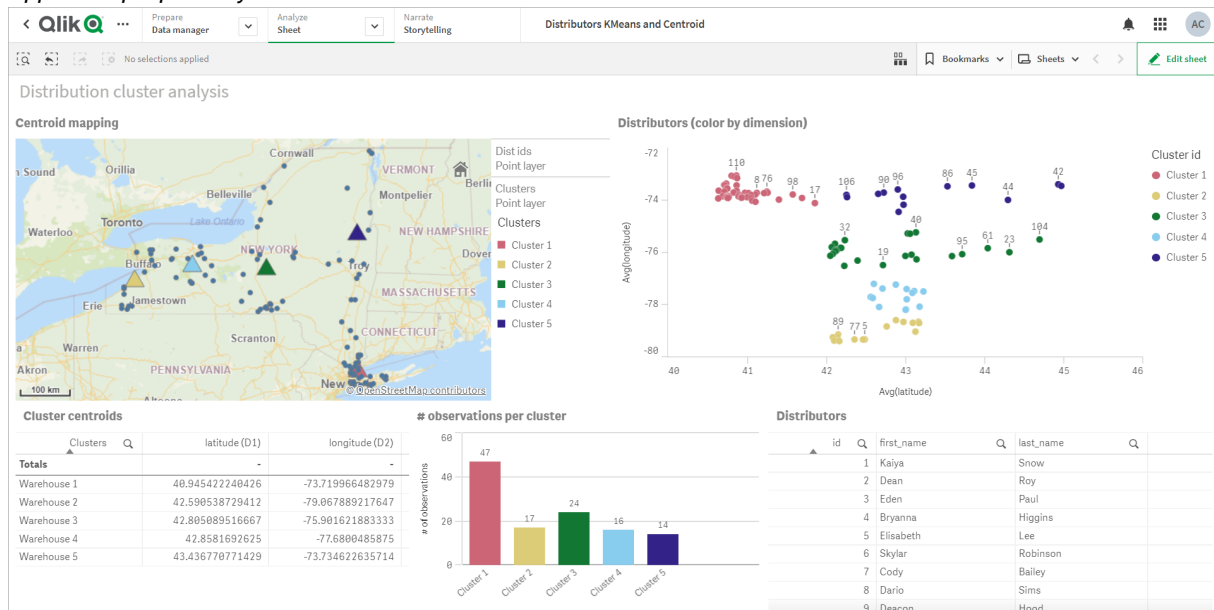 Qlik
...
Prepare
Data manager
Analyze
Sheet
Narrate
Storytelling
Distributors KMeans and Centroid
AC
No selections applied
Bookmarks
Sheets
Edit sheet
Distribution cluster analysis
Centroid mapping
n Sound
Orillia
Cornwall
VERMONT
Berlin
Belleville
Montpelier
Toronto
Lake Ontario
Waterloo
NEW HAMPSHIRE
NEW YORK
Dover
Buffalo
Troy
Erie
Jamestown
MASSACHUSETTS
Scranton
CONNECTICUT
a
Warren
Akron
PENNSYLVANIA
New
100 km
© OpenStreetMap contributors
Dist ids
Point layer
Clusters
Point layer
Clusters
Cluster 1
Cluster 2
Cluster 3
Cluster 4
Cluster 5
Distributors (color by dimension)
Avg(longitude)
-72
-74
-76
-78
-80
110
8 76
98
17
106
90 96
86
45
44
42
32
40
19
95
61
23
104
89
77 5
40
41
42
43
44
45
46
Avg(latitude)
Cluster id
Cluster 1
Cluster 2
Cluster 3
Cluster 4
Cluster 5
Cluster centroids
Clusters latitude (D1) longitude (D2)
Totals - -
Warehouse 1 40.945422240426 -73.719966482979
Warehouse 2 42.590538729412 -79.067889217647
Warehouse 3 42.805089516667 -75.901621883333
Warehouse 4 42.8581692625 -77.6800485875
Warehouse 5 43.436770771429 -73.734622635714
# observations per cluster
# of observations
60
40
20
0
47
17
24
16
14
Cluster 1
Cluster 2
Cluster 3
Cluster 4
Cluster 5
Distributors
id first_name last_name
1 Kaiya Snow
2 Dean Roy
3 Eden Paul
4 Bryanna Higgins
5 Elisabeth Lee
6 Skylar Robinson
7 Cody Bailey
8 Dario Sims
9 Deacon Hood